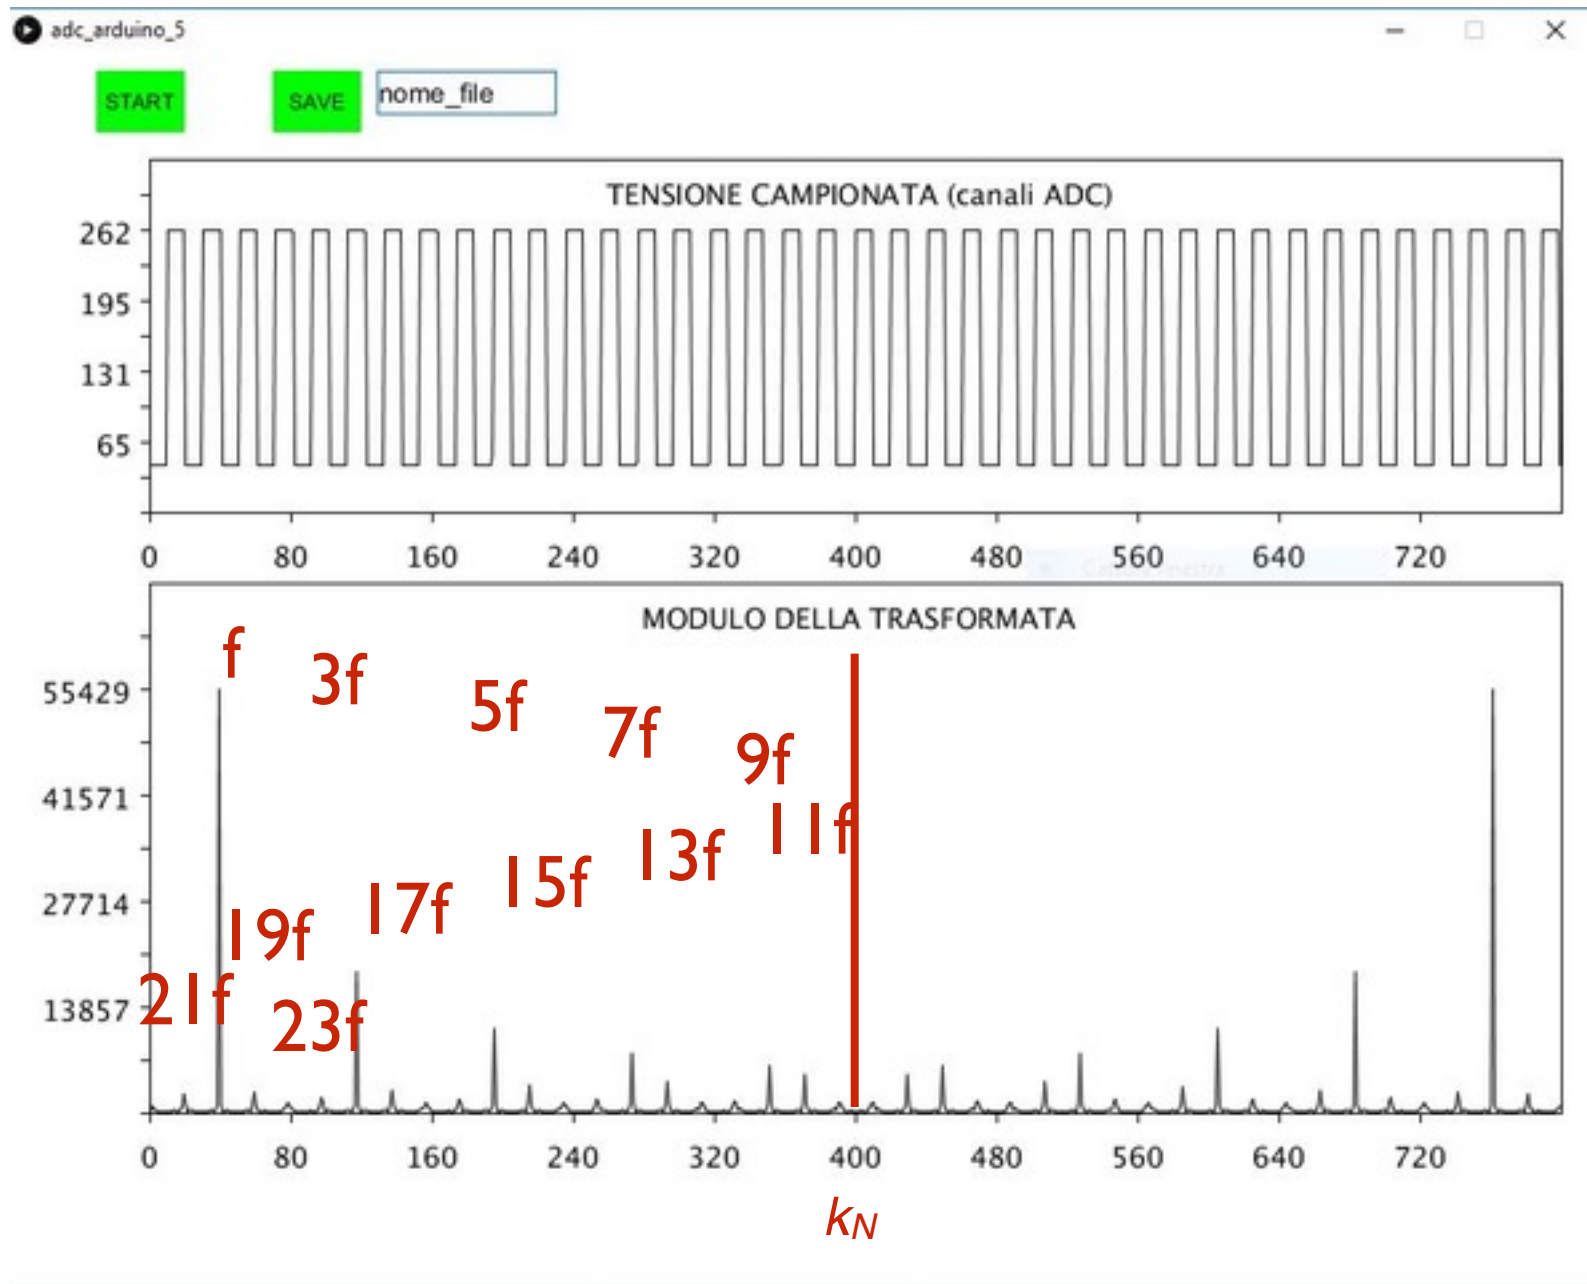 adc_arduino_5
START SAVE nome_file
TENSIONE CAMPIONATA (canali ADC)
262
195
131
65
0 80 160 240 320 400 480 560 640 720
MODULO DELLA TRASFORMATA
f
3f
5f
7f
9f
11f
13f
15f
17f
19f
21f
23f
55429
41571
27714
13857
0 80 160 240 320 400 480 560 640 720
kN